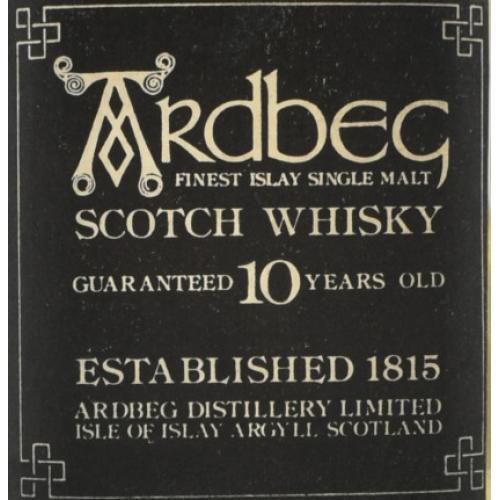 ARDBEG
FINEST ISLAY SINGLE MALT
SCOTCH WHISKY
GUARANTEED 10 YEARS OLD
ESTABLISHED 1815
ARDBEG DISTILLERY LIMITED
ISLE OF ISLAY ARGYLL SCOTLAND